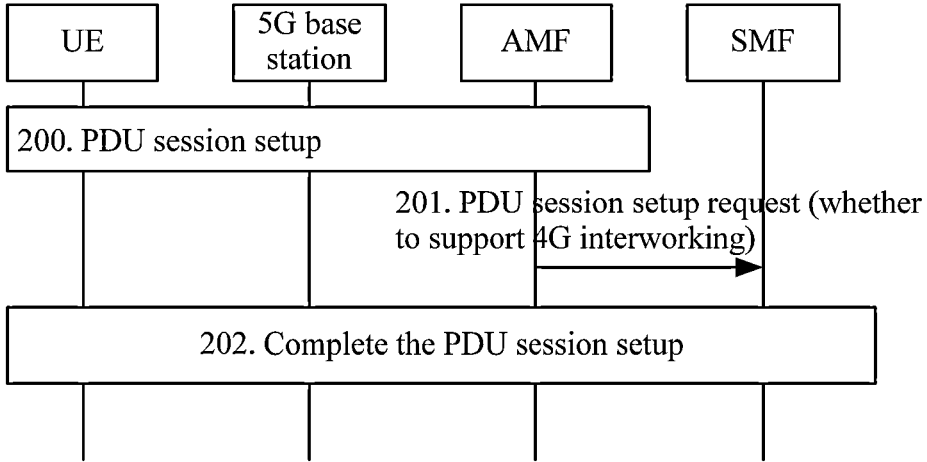 UE
5G base
station
AMF
SMF
200. PDU session setup
201. PDU session setup request (whether
to support 4G interworking)
202. Complete the PDU session setup